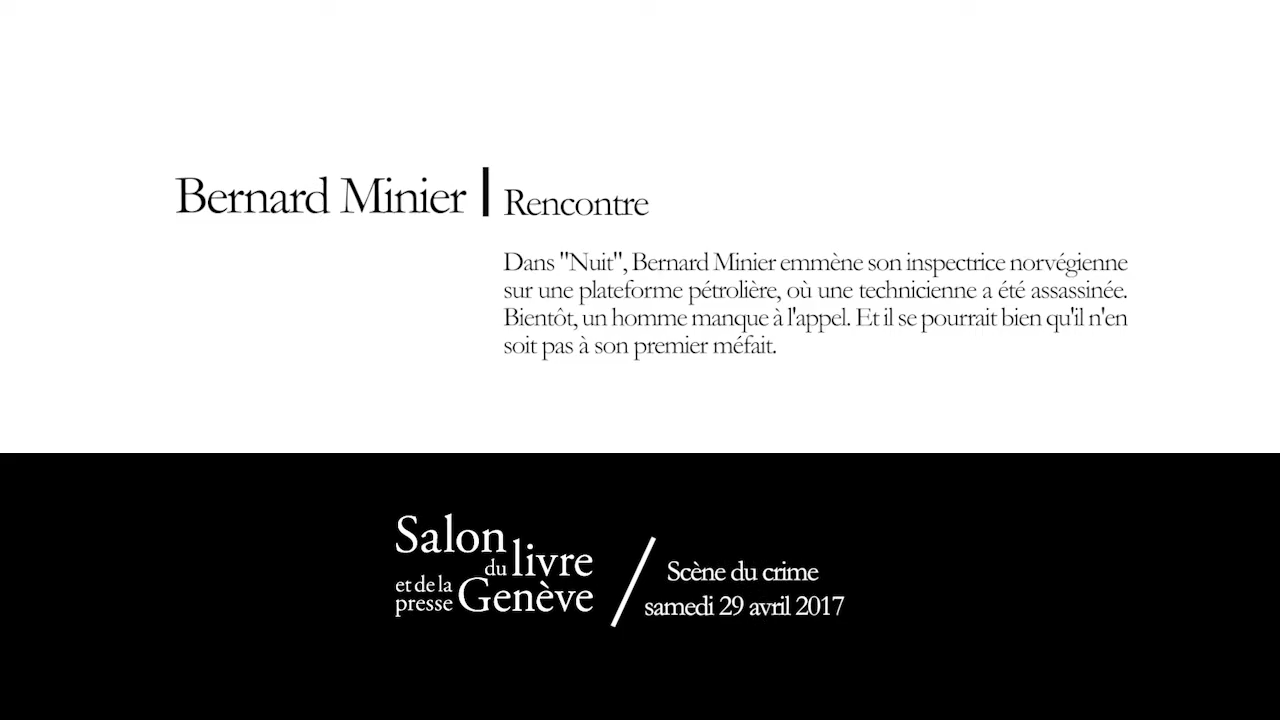 Bernard Minier | Rencontre
Dans "Nuit", Bernard Minier emmène son inspectrice norvégienne
sur une plateforme pétrolière, où une technicienne a été assassinée.
Bientôt, un homme manque à l'appel. Et il se pourrait bien qu'il n'en
soit pas à son premier méfait.
Salon
du livre
et de la
presse Genève
Scène du crime
samedi 29 avril 2017